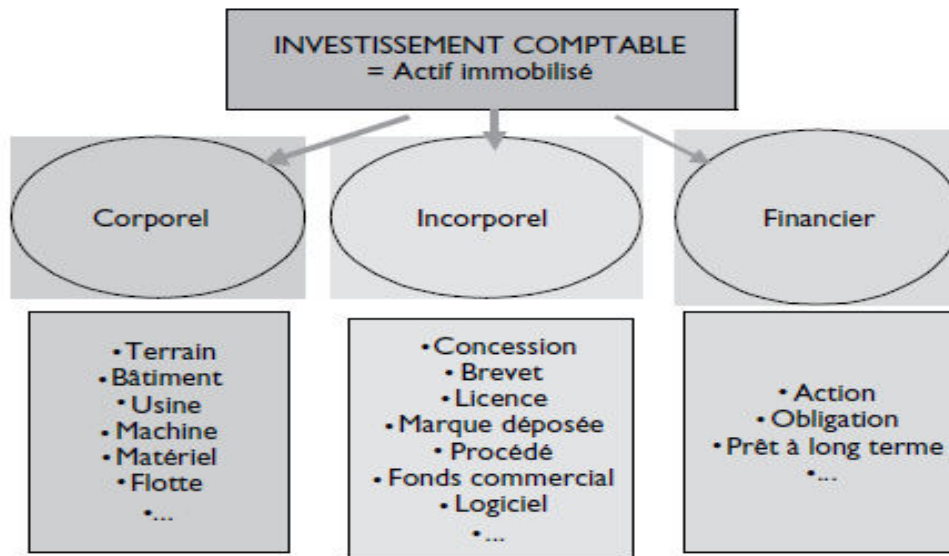 INVESTISSEMENT COMPTABLE
= Actif immobilisé
Corporel
Incorporel
Financier
• Terrain
• Bâtiment
• Usine
• Machine
• Matériel
• Flotte
• ...
• Concession
• Brevet
• Licence
• Marque déposée
• Procédé
• Fonds commercial
• Logiciel
• ...
• Action
• Obligation
• Prêt à long terme
• ...